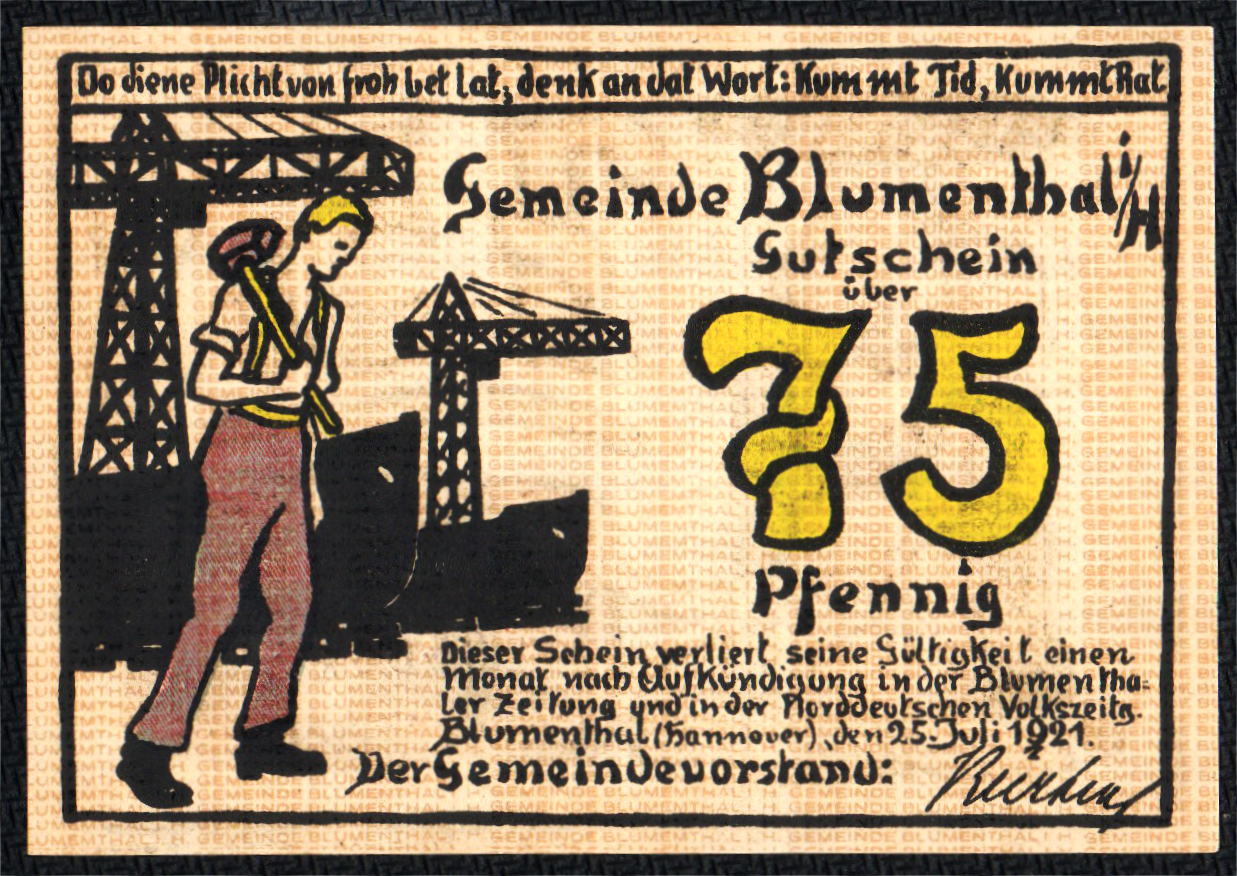 Do diene Plicht von froh bet lat, denk an dat Wort: Kummt Tid, Kummt Rat
Gemeinde Blumenthal i/H
Gutschein
über
75
Pfennig
Dieser Schein verliert seine Gültigkeit einen
Monat nach Aufkündigung in der Blumentha=
ler Zeitung und in der Norddeutschen Volkszeitg.
Blumenthal (Hannover), den 25. Juli 1921.
Der Gemeindevorstand: